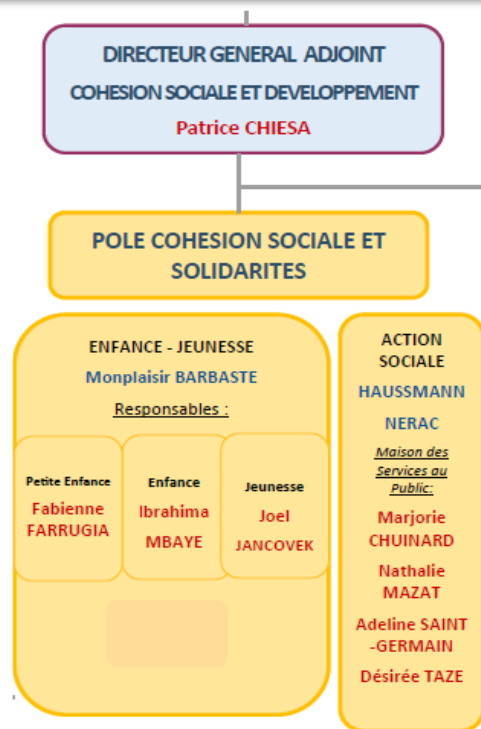 DIRECTEUR GENERAL ADJOINT
COHESION SOCIALE ET DEVELOPPEMENT
Patrice CHIESA
POLE COHESION SOCIALE ET
SOLIDARITES
ENFANCE - JEUNESSE
Monplaisir BARBASTE
Responsables :
Petite Enfance
Fabienne
FARRUGIA
Enfance
Ibrahima
MBAYE
Jeunesse
Joel
JANCOVEK
ACTION
SOCIALE
HAUSSMANN
NERAC
Maison des
Services au
Public:
Marjorie
CHUINARD
Nathalie
MAZAT
Adeline SAINT
-GERMAIN
Désirée TAZE